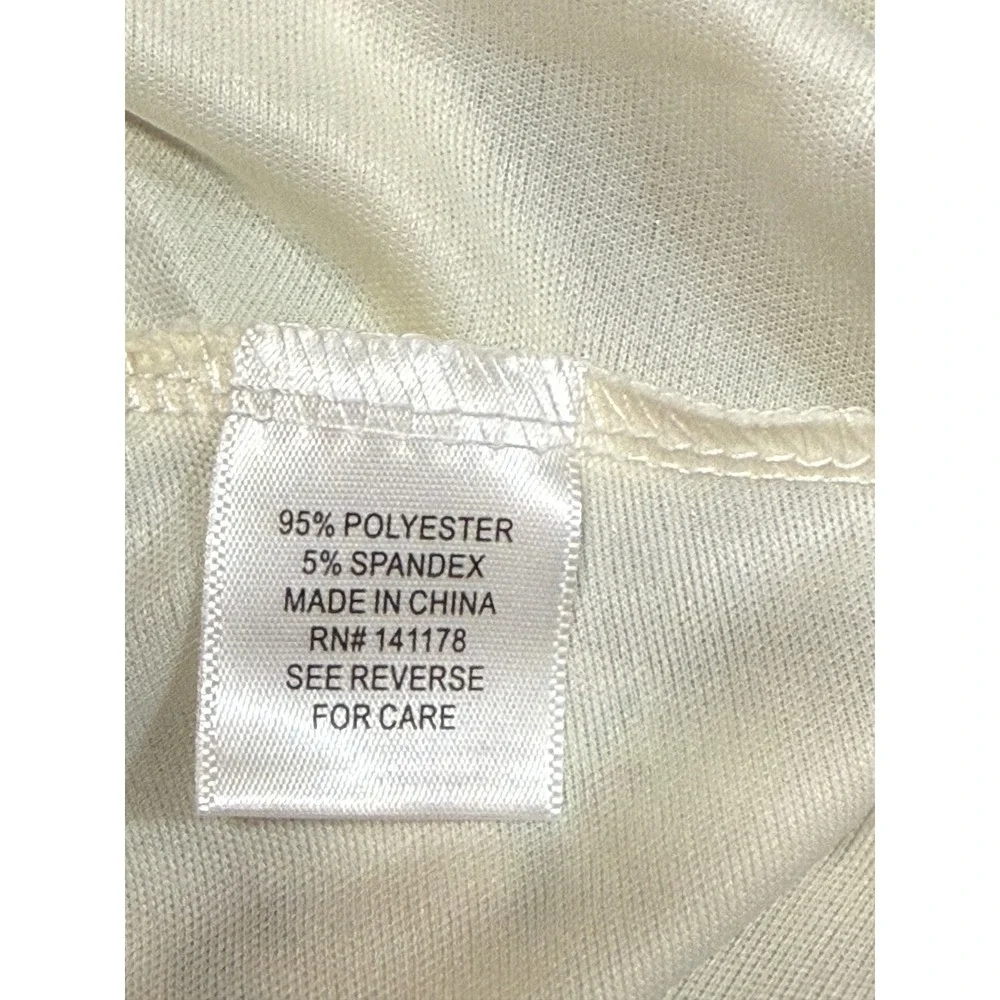 95% POLYESTER
5% SPANDEX
MADE IN CHINA
RN# 141178
SEE REVERSE
FOR CARE